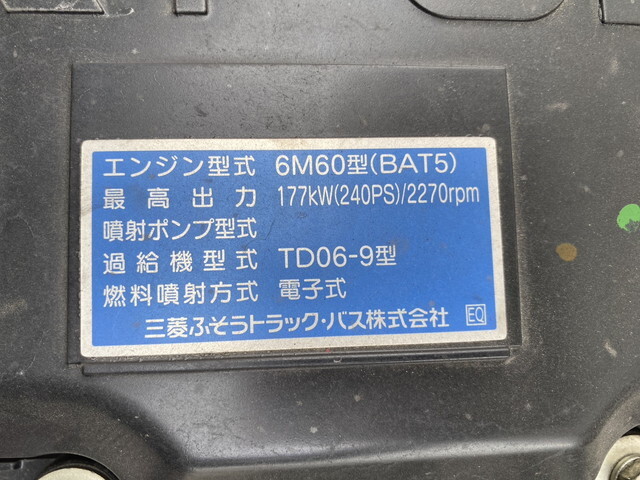 エンジン型式 6M60型(BAT5)
最高出力 177kW(240PS)/2270rpm
噴射ポンプ型式
過給機型式 TD06-9型
燃料噴射方式 電子式
三菱ふそうトラック・バス株式会社 EQ